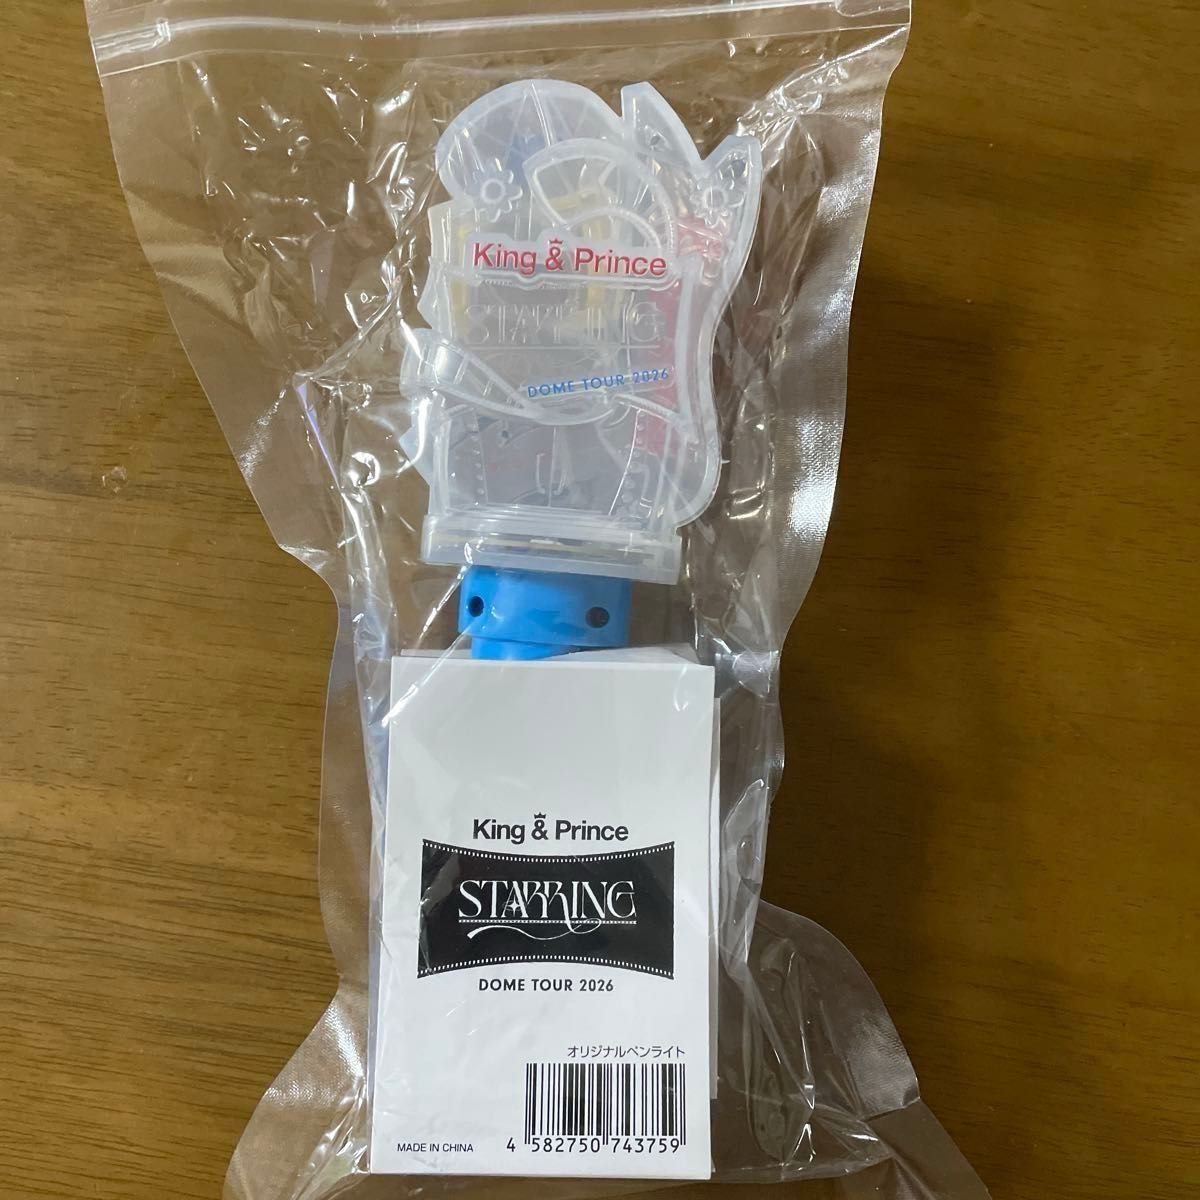 King & Prince
STARRING
DOME TOUR 2026
King & Prince
STARRING
DOME TOUR 2026
オリジナルペンライト
MADE IN CHINA
4 582750 743759